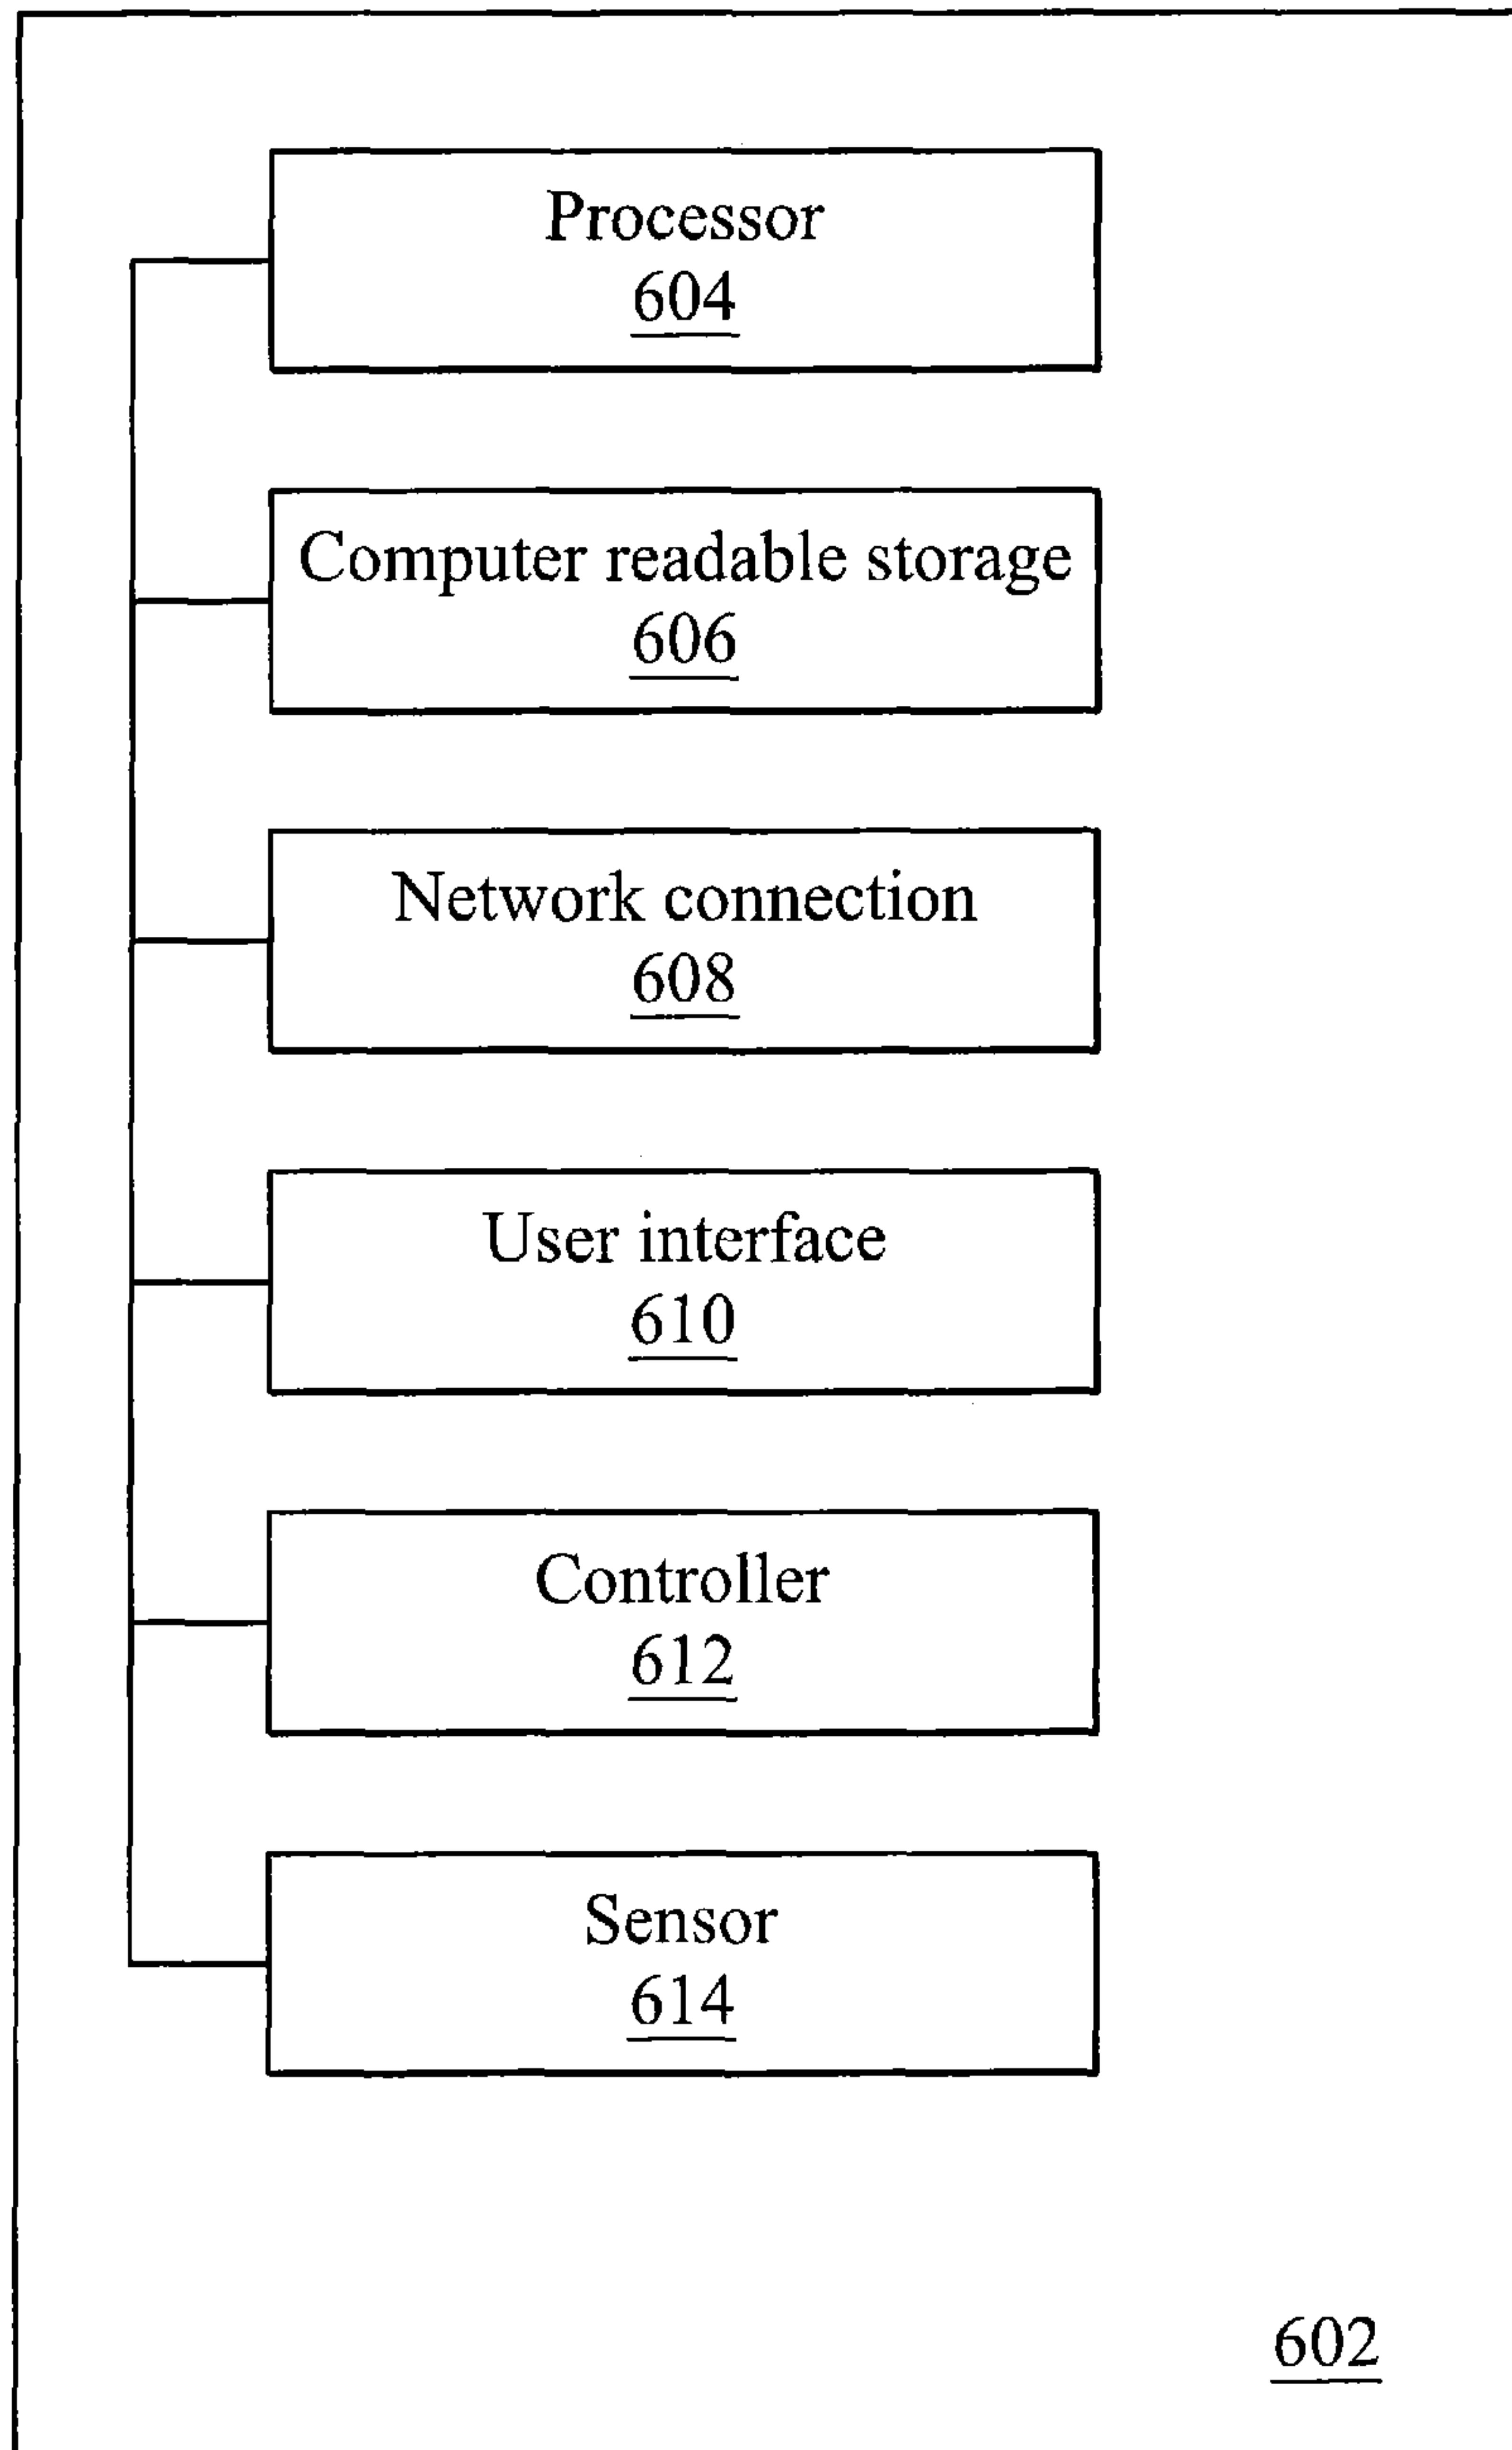 Processor
604
Computer readable storage
606
Network connection
608
User interface
610
Controller
612
Sensor
614
602